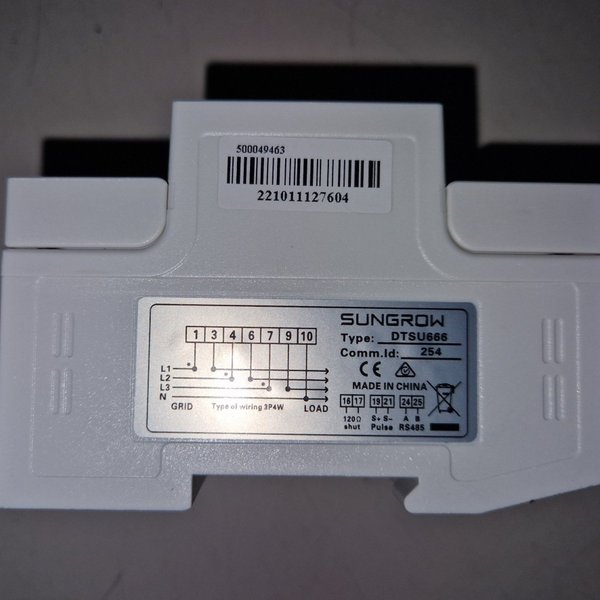 500049463
221011127604
SUNGROW
Type: DTSU666
Comm.Id: 254
CE
MADE IN CHINA
1 3 4 6 7 9 10
L1
L2
L3
N
GRID Type of wiring 3P4W LOAD
16 17 19 21 24 25
120Ω S+ S- A B
shut Pulse RS485